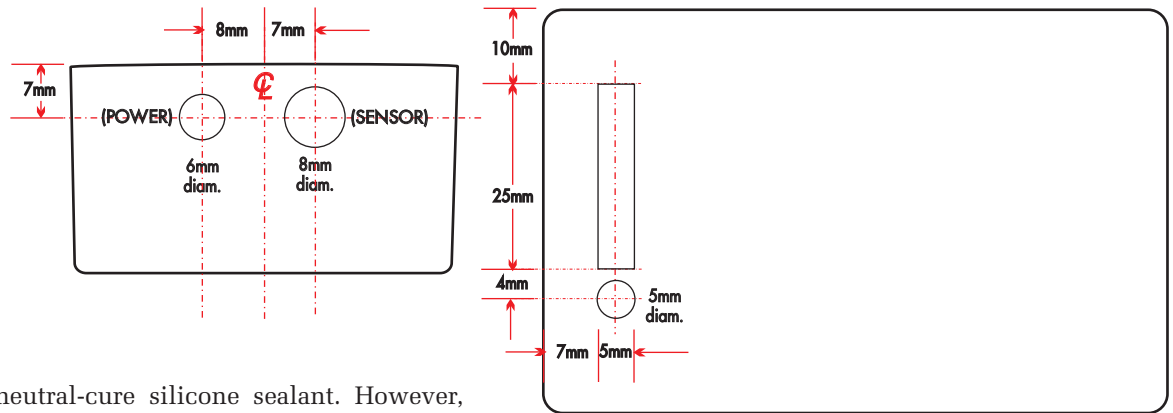 8mm 7mm
7mm
℄
(POWER) (SENSOR)
6mm
diam.
8mm
diam.
10mm
25mm
4mm
5mm
diam.
7mm 5mm
neutral-cure silicone sealant. However,